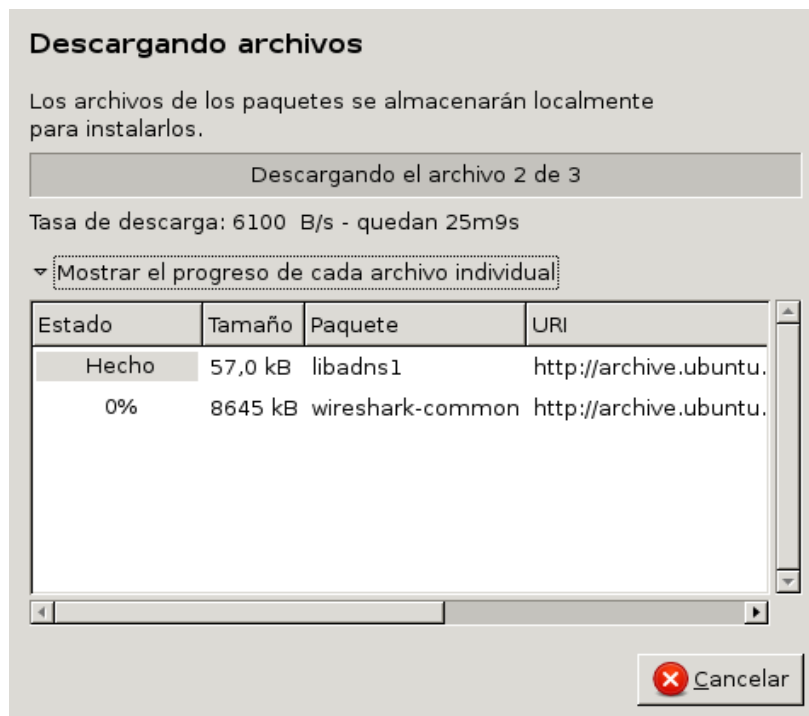 Descargando archivos
Los archivos de los paquetes se almacenarán localmente
para instalarlos.
Descargando el archivo 2 de 3
Tasa de descarga: 6100 B/s - quedan 25m9s
Mostrar el progreso de cada archivo individual
Estado Tamaño Paquete URI
Hecho 57,0 kB libadns1 http://archive.ubuntu.
0% 8645 kB wireshark-common http://archive.ubuntu.
Cancelar